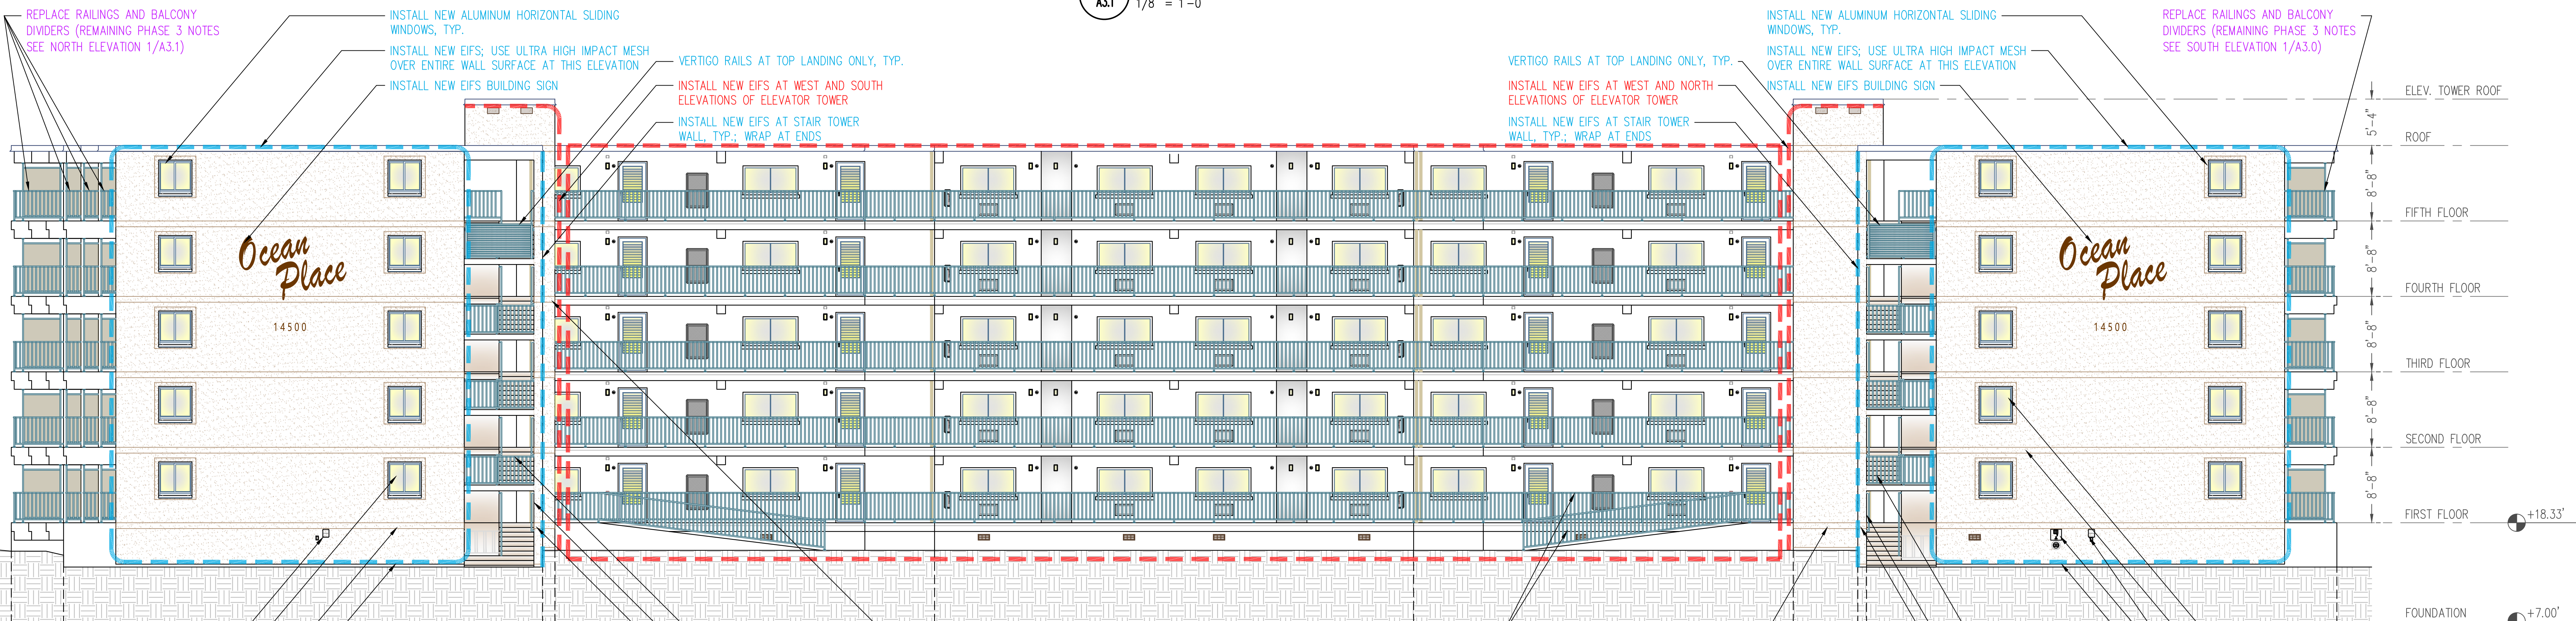 A3.1
1/8" = 1'-0"
REPLACE RAILINGS AND BALCONY
DIVIDERS (REMAINING PHASE 3 NOTES
SEE NORTH ELEVATION 1/A3.1)
INSTALL NEW ALUMINUM HORIZONTAL SLIDING
WINDOWS, TYP.
INSTALL NEW EIFS; USE ULTRA HIGH IMPACT MESH
OVER ENTIRE WALL SURFACE AT THIS ELEVATION
INSTALL NEW EIFS BUILDING SIGN
VERTIGO RAILS AT TOP LANDING ONLY, TYP.
INSTALL NEW EIFS AT WEST AND SOUTH
ELEVATIONS OF ELEVATOR TOWER
INSTALL NEW EIFS AT STAIR TOWER
WALL, TYP.; WRAP AT ENDS
VERTIGO RAILS AT TOP LANDING ONLY, TYP.
INSTALL NEW EIFS AT WEST AND NORTH
ELEVATIONS OF ELEVATOR TOWER
INSTALL NEW EIFS AT STAIR TOWER
WALL, TYP.; WRAP AT ENDS
INSTALL NEW ALUMINUM HORIZONTAL SLIDING
WINDOWS, TYP.
INSTALL NEW EIFS; USE ULTRA HIGH IMPACT MESH
OVER ENTIRE WALL SURFACE AT THIS ELEVATION
INSTALL NEW EIFS BUILDING SIGN
REPLACE RAILINGS AND BALCONY
DIVIDERS (REMAINING PHASE 3 NOTES
SEE SOUTH ELEVATION 1/A3.0)
Ocean
Place
14500
Ocean
Place
14500
ELEV. TOWER ROOF
5'-4"
ROOF
8'-8"
FIFTH FLOOR
8'-8"
FOURTH FLOOR
8'-8"
THIRD FLOOR
8'-8"
SECOND FLOOR
8'-8"
FIRST FLOOR
+18.33'
FOUNDATION
+7.00'